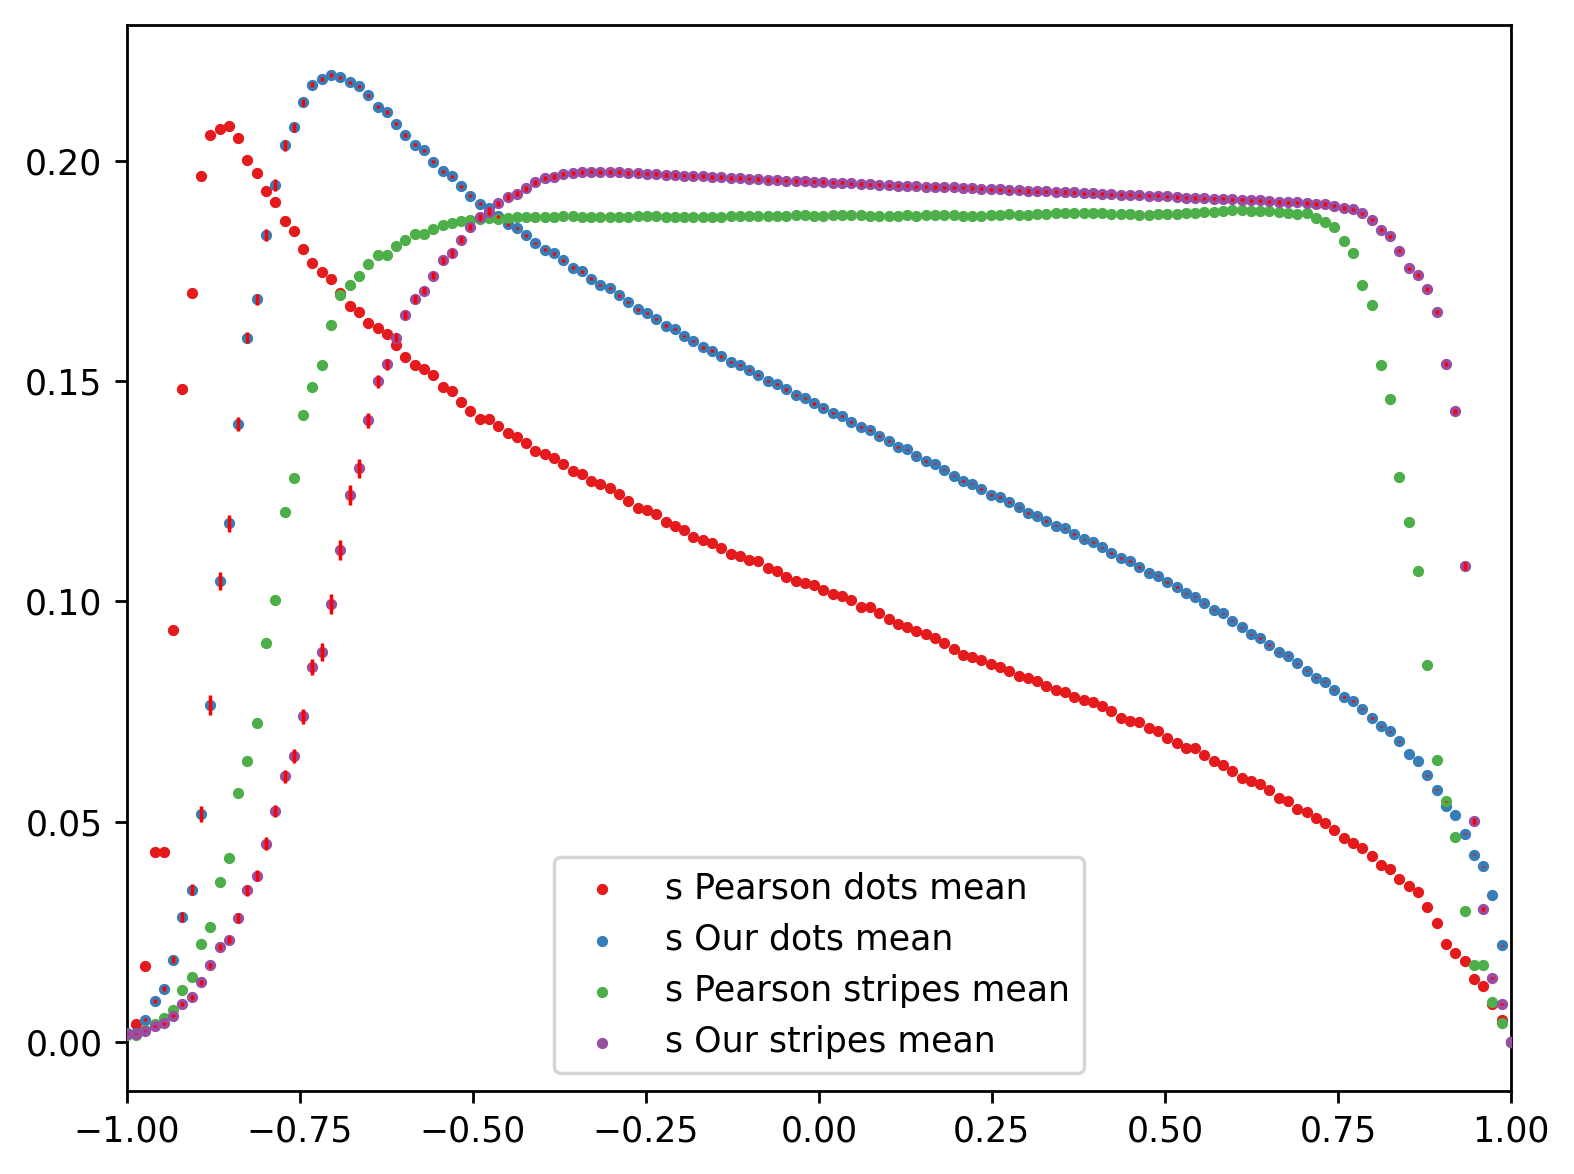 0.20
0.15
0.10
0.05
0.00
s Pearson dots mean
s Our dots mean
s Pearson stripes mean
s Our stripes mean
−1.00 −0.75 −0.50 −0.25 0.00 0.25 0.50 0.75 1.00